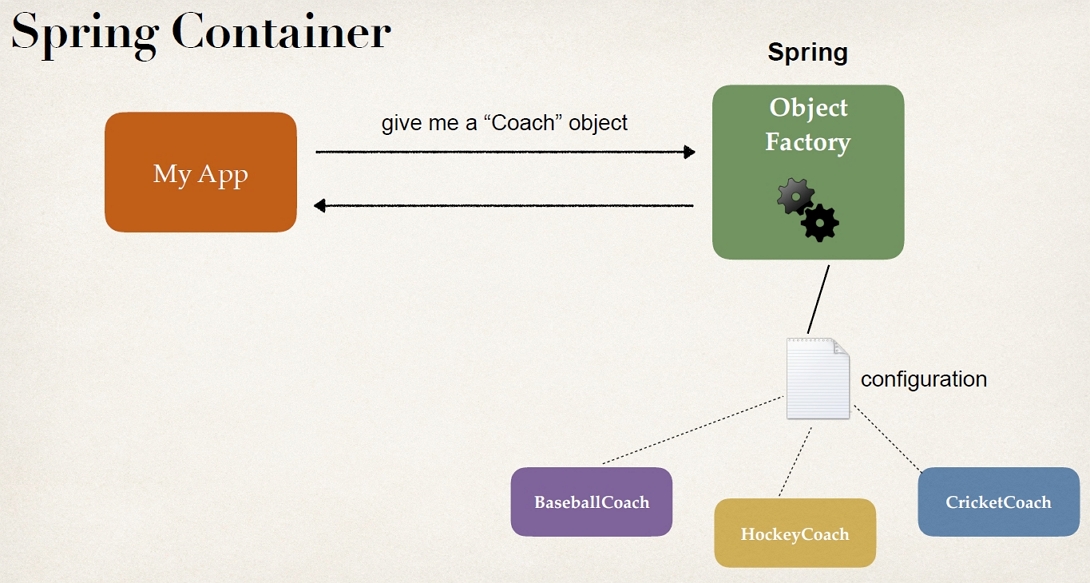 Spring Container
Spring
My App
give me a “Coach” object
Object
Factory
configuration
BaseballCoach
HockeyCoach
CricketCoach